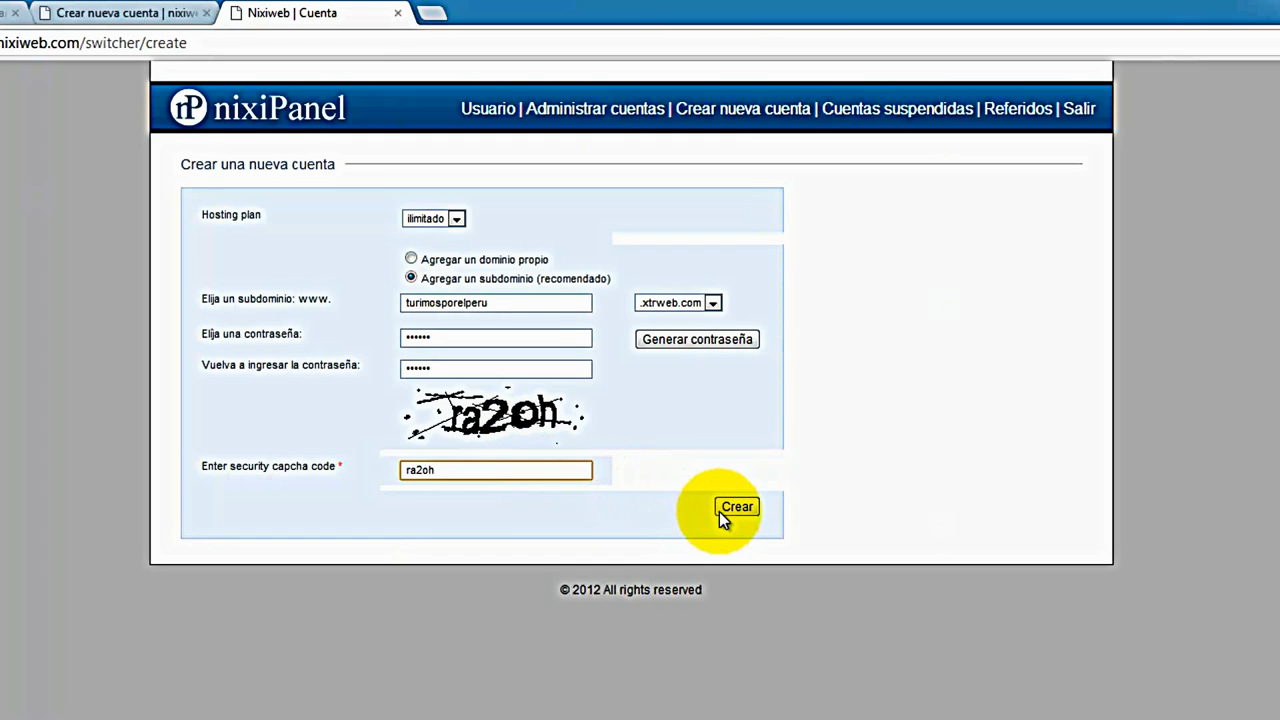 Crear nueva cuenta | nixiw
Nixiweb | Cuenta
nixiweb.com/switcher/create
nP nixiPanel
Usuario | Administrar cuentas | Crear nueva cuenta | Cuentas suspendidas | Referidos | Salir
Crear una nueva cuenta
Hosting plan
ilimitado
Agregar un dominio propio
Agregar un subdominio (recomendado)
Elija un subdominio: www.
turimosporelperu
.xtrweb.com
Elija una contraseña:
••••••
Generar contraseña
Vuelva a ingresar la contraseña:
••••••
ra2oh
Enter security capcha code *
ra2oh
Crear
© 2012 All rights reserved